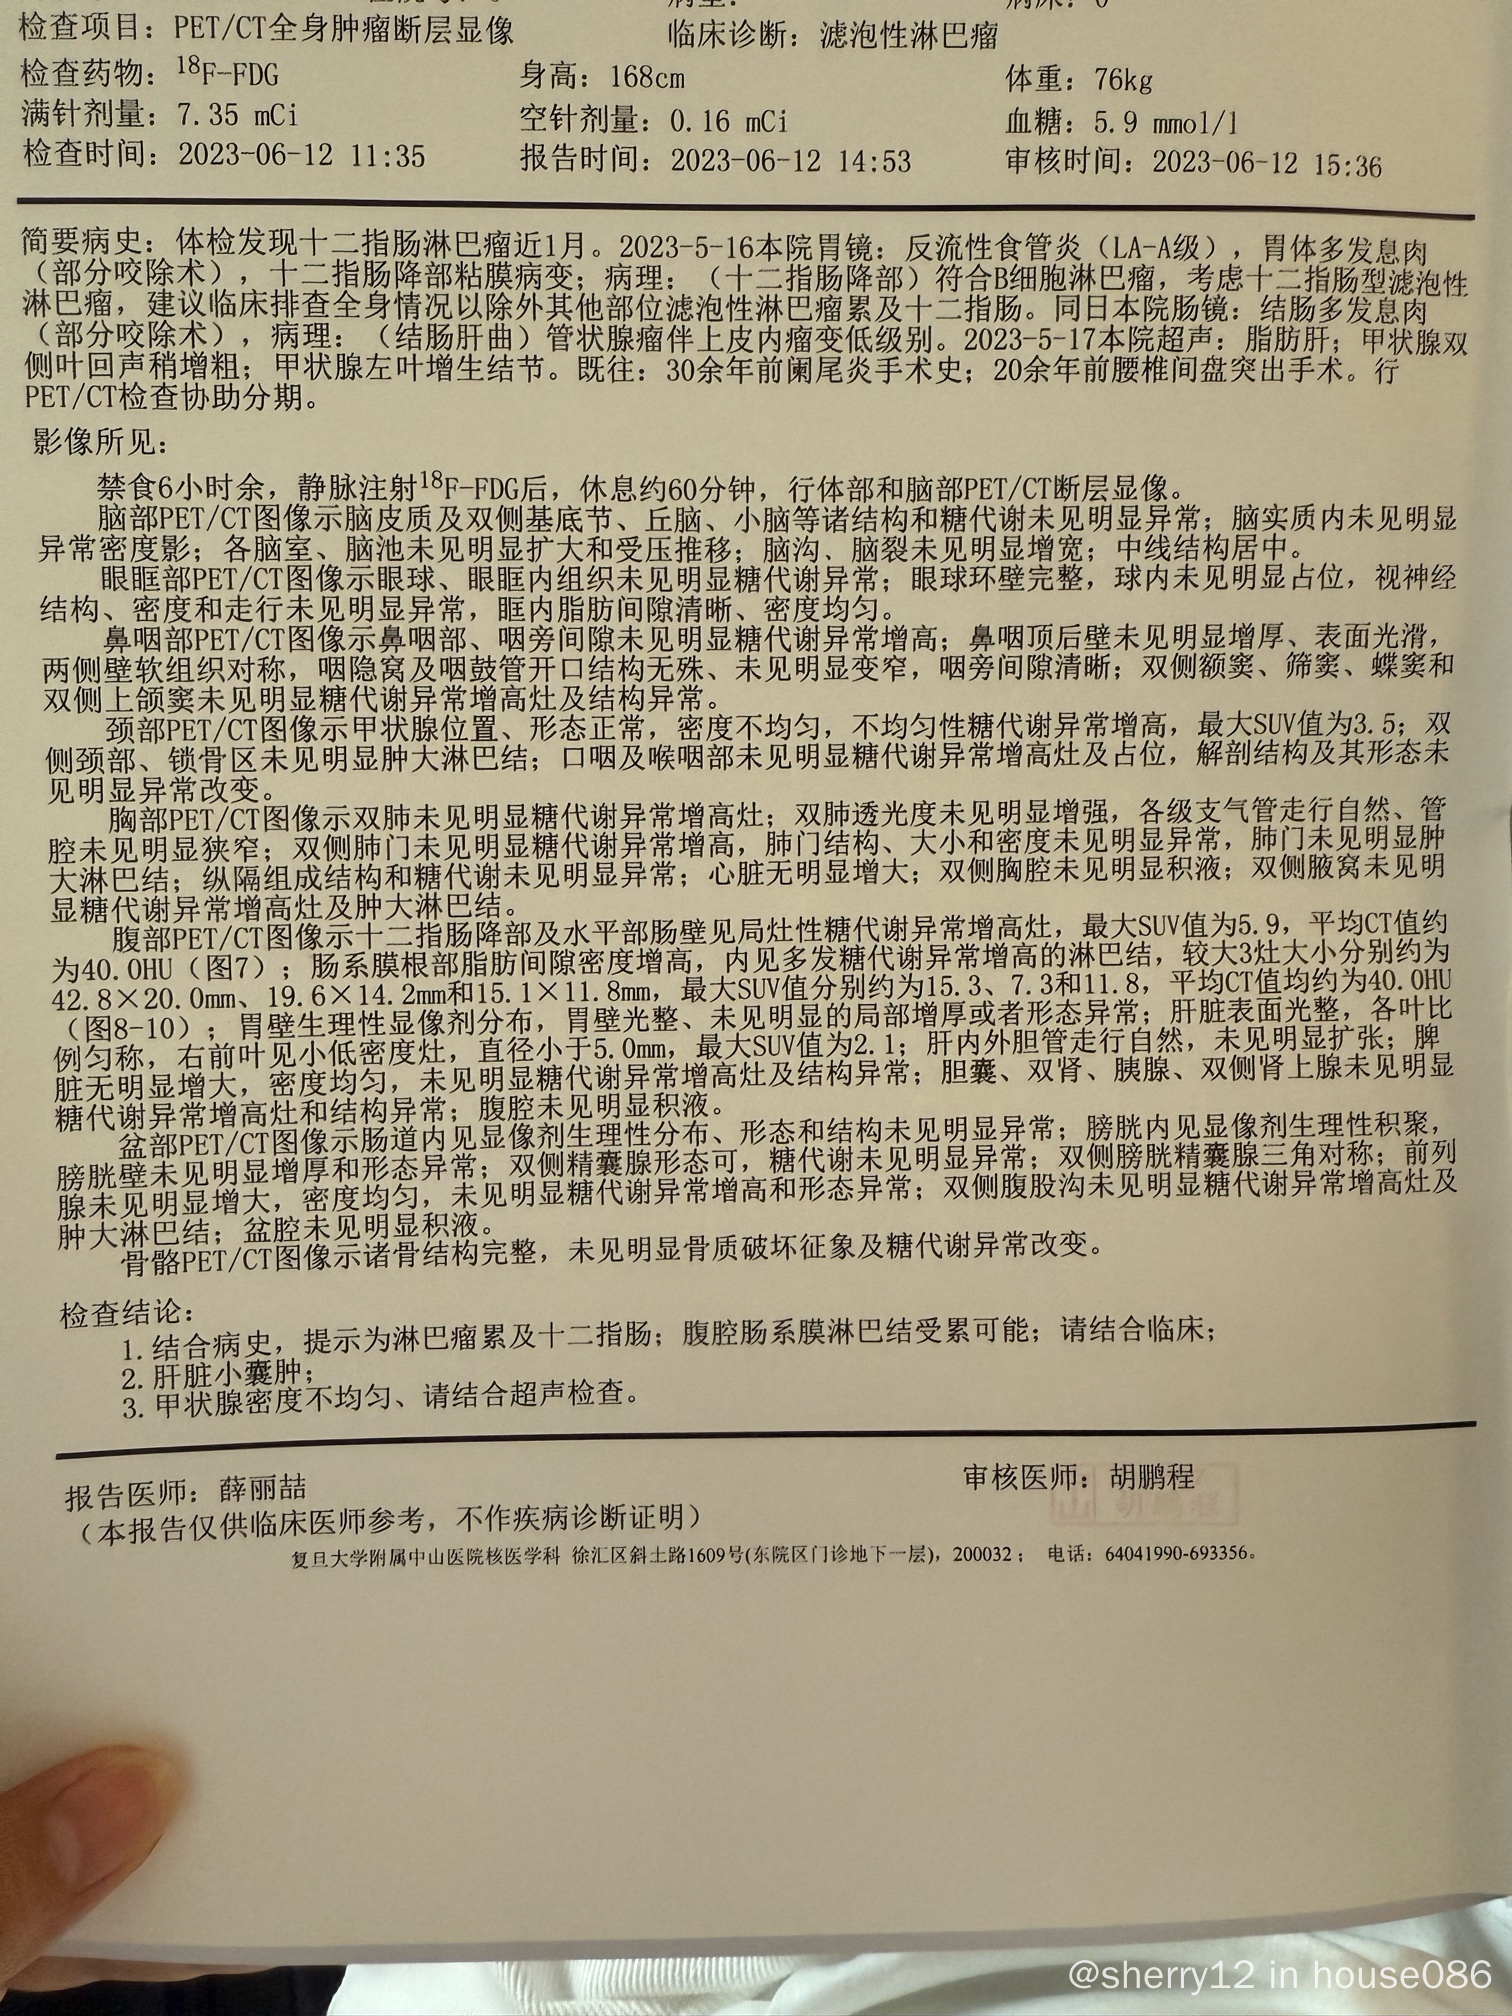 检查项目：PET/CT全身肿瘤断层显像 临床诊断：滤泡性淋巴瘤
检查药物：18F-FDG 身高：168cm 体重：76kg
满针剂量：7.35 mCi 空针剂量：0.16 mCi 血糖：5.9 mmol/l
检查时间：2023-06-12 11:35 报告时间：2023-06-12 14:53 审核时间：2023-06-12 15:36
简要病史：体检发现十二指肠淋巴瘤近1月。2023-5-16本院胃镜：反流性食管炎（LA-A级），胃体多发息肉
（部分咬除术），十二指肠降部粘膜病变；病理：（十二指肠降部）符合B细胞淋巴瘤，考虑十二指肠型滤泡性
淋巴瘤，建议临床排查全身情况以除外其他部位滤泡性淋巴瘤累及十二指肠。同日本院肠镜：结肠多发息肉
（部分咬除术），病理：（结肠肝曲）管状腺瘤伴上皮内瘤变低级别。2023-5-17本院超声：脂肪肝；甲状腺双
侧叶回声稍增粗；甲状腺左叶增生结节。既往：30余年前阑尾炎手术史；20余年前腰椎间盘突出手术。行
PET/CT检查协助分期。
影像所见：
禁食6小时余，静脉注射18F-FDG后，休息约60分钟，行体部和脑部PET/CT断层显像。
脑部PET/CT图像示脑皮质及双侧基底节、丘脑、小脑等诸结构和糖代谢未见明显异常；脑实质内未见明显
异常密度影；各脑室、脑池未见明显扩大和受压推移；脑沟、脑裂未见明显增宽；中线结构居中。
眼眶部PET/CT图像示眼球、眼眶内组织未见明显糖代谢异常；眼球环壁完整，球内未见明显占位，视神经
结构、密度和走行未见明显异常，眶内脂肪间隙清晰、密度均匀。
鼻咽部PET/CT图像示鼻咽部、咽旁间隙未见明显糖代谢异常增高；鼻咽顶后壁未见明显增厚、表面光滑，
两侧壁软组织对称，咽隐窝及咽鼓管开口结构无殊、未见明显变窄，咽旁间隙清晰；双侧额窦、筛窦、蝶窦和
双侧上颌窦未见明显糖代谢异常增高灶及结构异常。
颈部PET/CT图像示甲状腺位置、形态正常，密度不均匀，不均匀性糖代谢异常增高，最大SUV值为3.5；双
侧颈部、锁骨区未见明显肿大淋巴结；口咽及喉咽部未见明显糖代谢异常增高灶及占位，解剖结构及其形态未
见明显异常改变。
胸部PET/CT图像示双肺未见明显糖代谢异常增高灶；双肺透光度未见明显增强，各级支气管走行自然、管
腔未见明显狭窄；双侧肺门未见明显糖代谢异常增高，肺门结构、大小和密度未见明显异常，肺门未见明显肿
大淋巴结；纵隔组成结构和糖代谢未见明显异常；心脏无明显增大；双侧胸腔未见明显积液；双侧腋窝未见明
显糖代谢异常增高灶及肿大淋巴结。
腹部PET/CT图像示十二指肠降部及水平部肠壁见局灶性糖代谢异常增高灶，最大SUV值为5.9，平均CT值约
为40.0HU（图7）；肠系膜根部脂肪间隙密度增高，内见多发糖代谢异常增高的淋巴结，较大3灶大小分别约为
42.8×20.0mm、19.6×14.2mm和15.1×11.8mm，最大SUV值分别约为15.3、7.3和11.8，平均CT值均约为40.0HU
（图8-10）；胃壁生理性显像剂分布，胃壁光整、未见明显的局部增厚或者形态异常；肝脏表面光整，各叶比
例匀称，右前叶见小低密度灶，直径小于5.0mm，最大SUV值为2.1；肝内外胆管走行自然，未见明显扩张；脾
脏无明显增大，密度均匀，未见明显糖代谢异常增高灶及结构异常；胆囊、双肾、胰腺、双侧肾上腺未见明显
糖代谢异常增高灶和结构异常；腹腔未见明显积液。
盆部PET/CT图像示肠道内见显像剂生理性分布、形态和结构未见明显异常；膀胱内见显像剂生理性积聚，
膀胱壁未见明显增厚和形态异常；双侧精囊腺形态可，糖代谢未见明显异常；双侧膀胱精囊腺三角对称；前列
腺未见明显增大，密度均匀，未见明显糖代谢异常增高和形态异常；双侧腹股沟未见明显糖代谢异常增高灶及
肿大淋巴结；盆腔未见明显积液。
骨骼PET/CT图像示诸骨结构完整，未见明显骨质破坏征象及糖代谢异常改变。
检查结论：
1. 结合病史，提示为淋巴瘤累及十二指肠；腹腔肠系膜淋巴结受累可能；请结合临床；
2. 肝脏小囊肿；
3. 甲状腺密度不均匀、请结合超声检查。
报告医师：薛丽喆 审核医师：胡鹏程
（本报告仅供临床医师参考，不作疾病诊断证明）
复旦大学附属中山医院核医学科 徐汇区斜土路1609号(东院区门诊地下一层)，200032； 电话：64041990-693356。
@sherry12 in house086